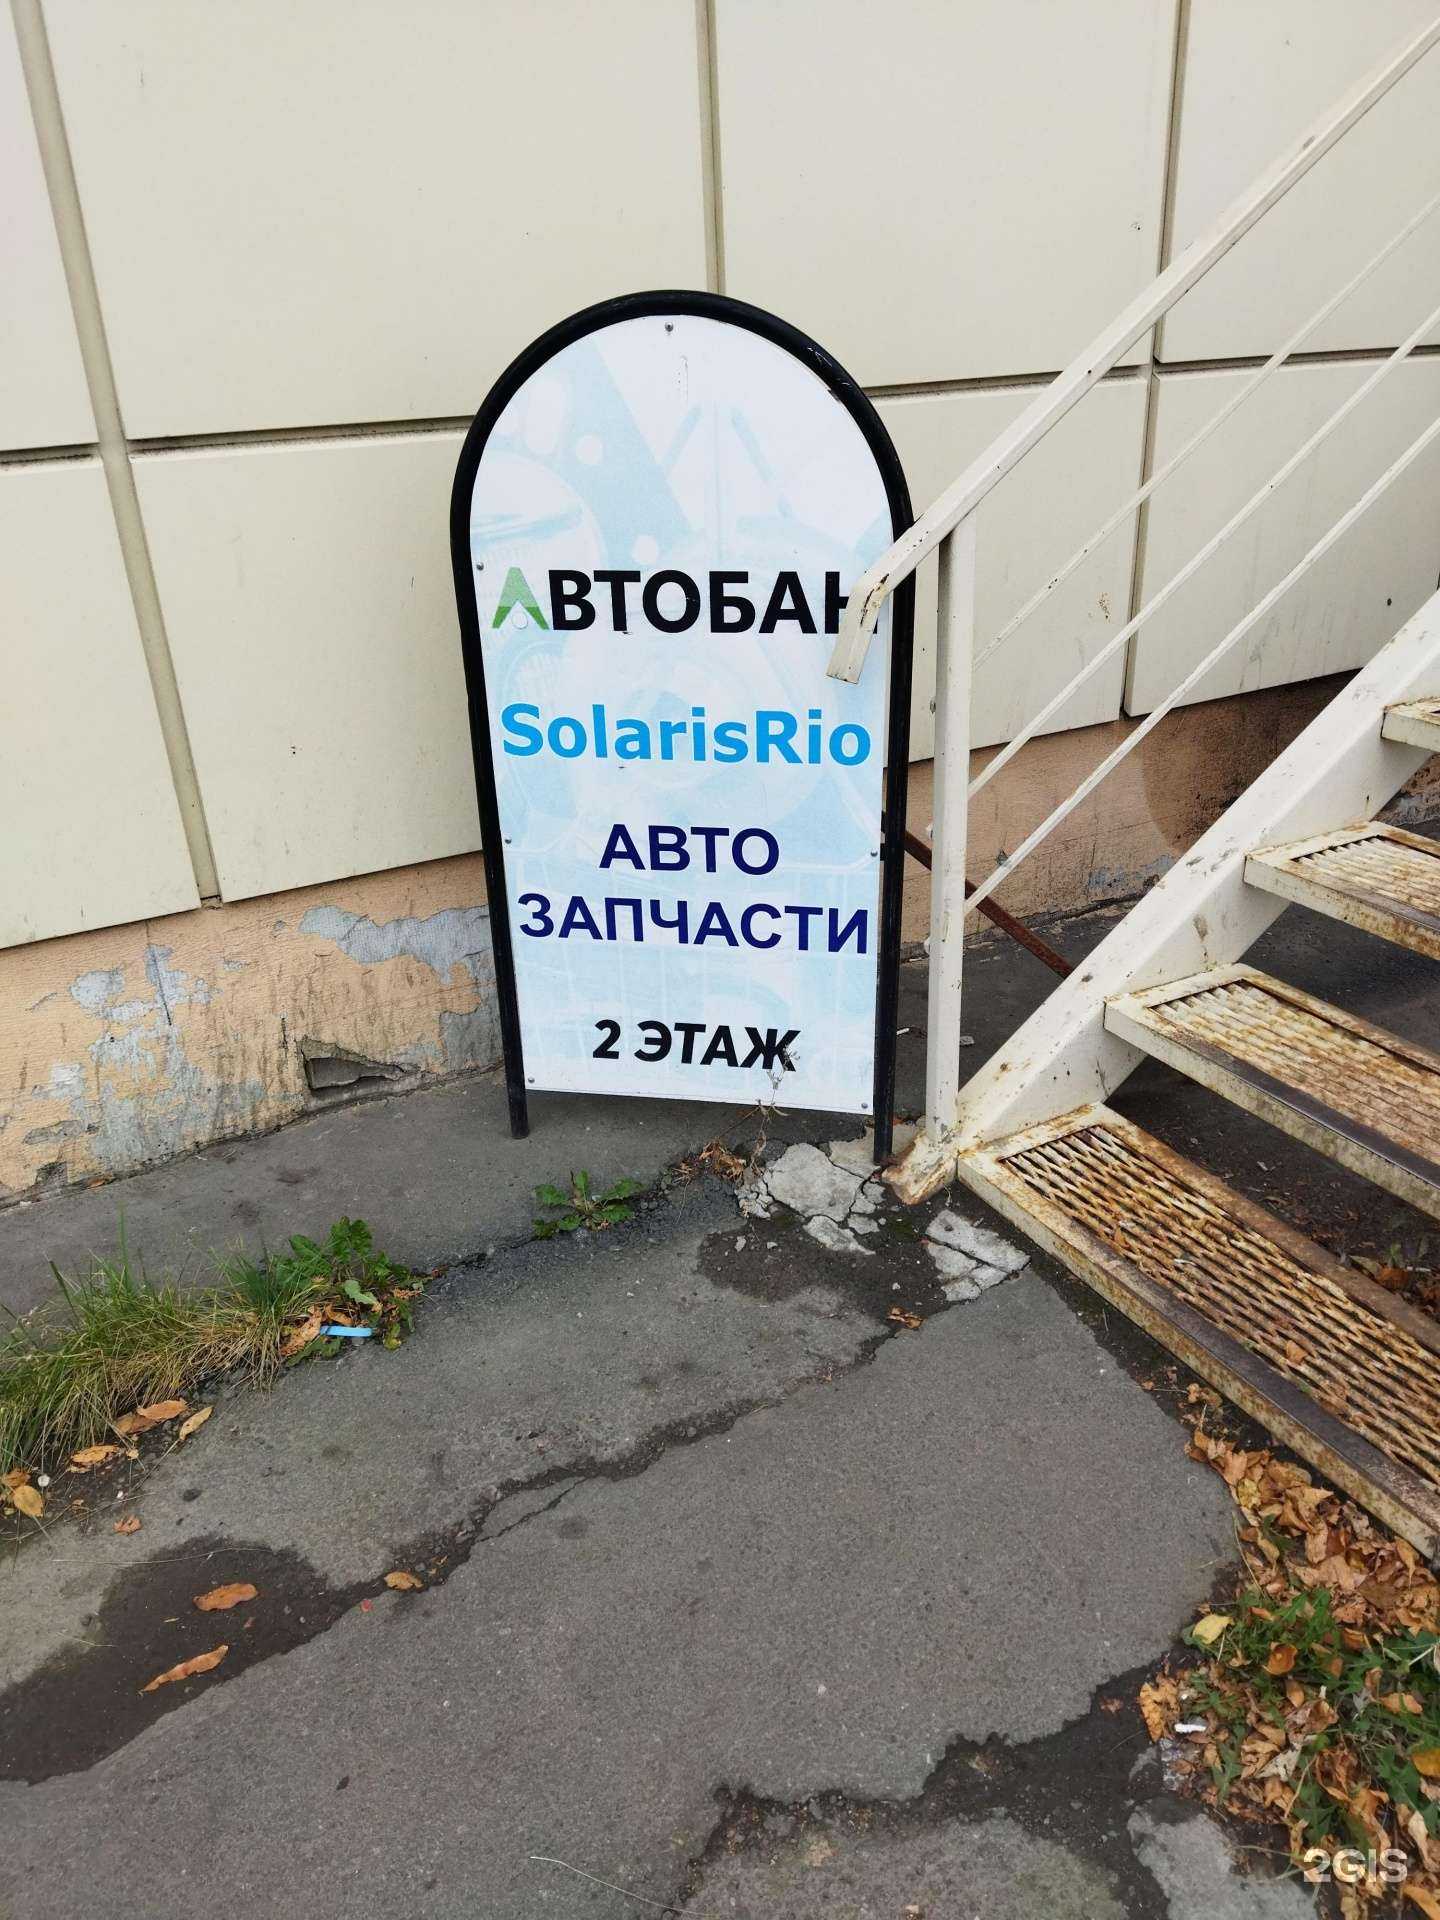 АВТОБАН
SolarisRio
АВТО
ЗАПЧАСТИ
2 ЭТАЖ
2GIS